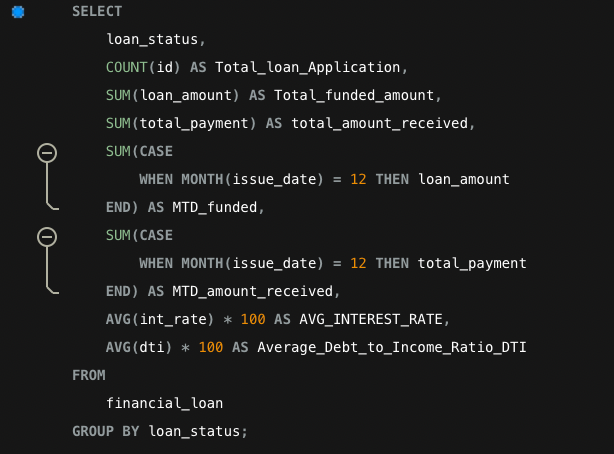 SELECT
loan_status,
COUNT(id) AS Total_loan_Application,
SUM(loan_amount) AS Total_funded_amount,
SUM(total_payment) AS total_amount_received,
SUM(CASE
WHEN MONTH(issue_date) = 12 THEN loan_amount
END) AS MTD_funded,
SUM(CASE
WHEN MONTH(issue_date) = 12 THEN total_payment
END) AS MTD_amount_received,
AVG(int_rate) * 100 AS AVG_INTEREST_RATE,
AVG(dti) * 100 AS Average_Debt_to_Income_Ratio_DTI
FROM
financial_loan
GROUP BY loan_status;